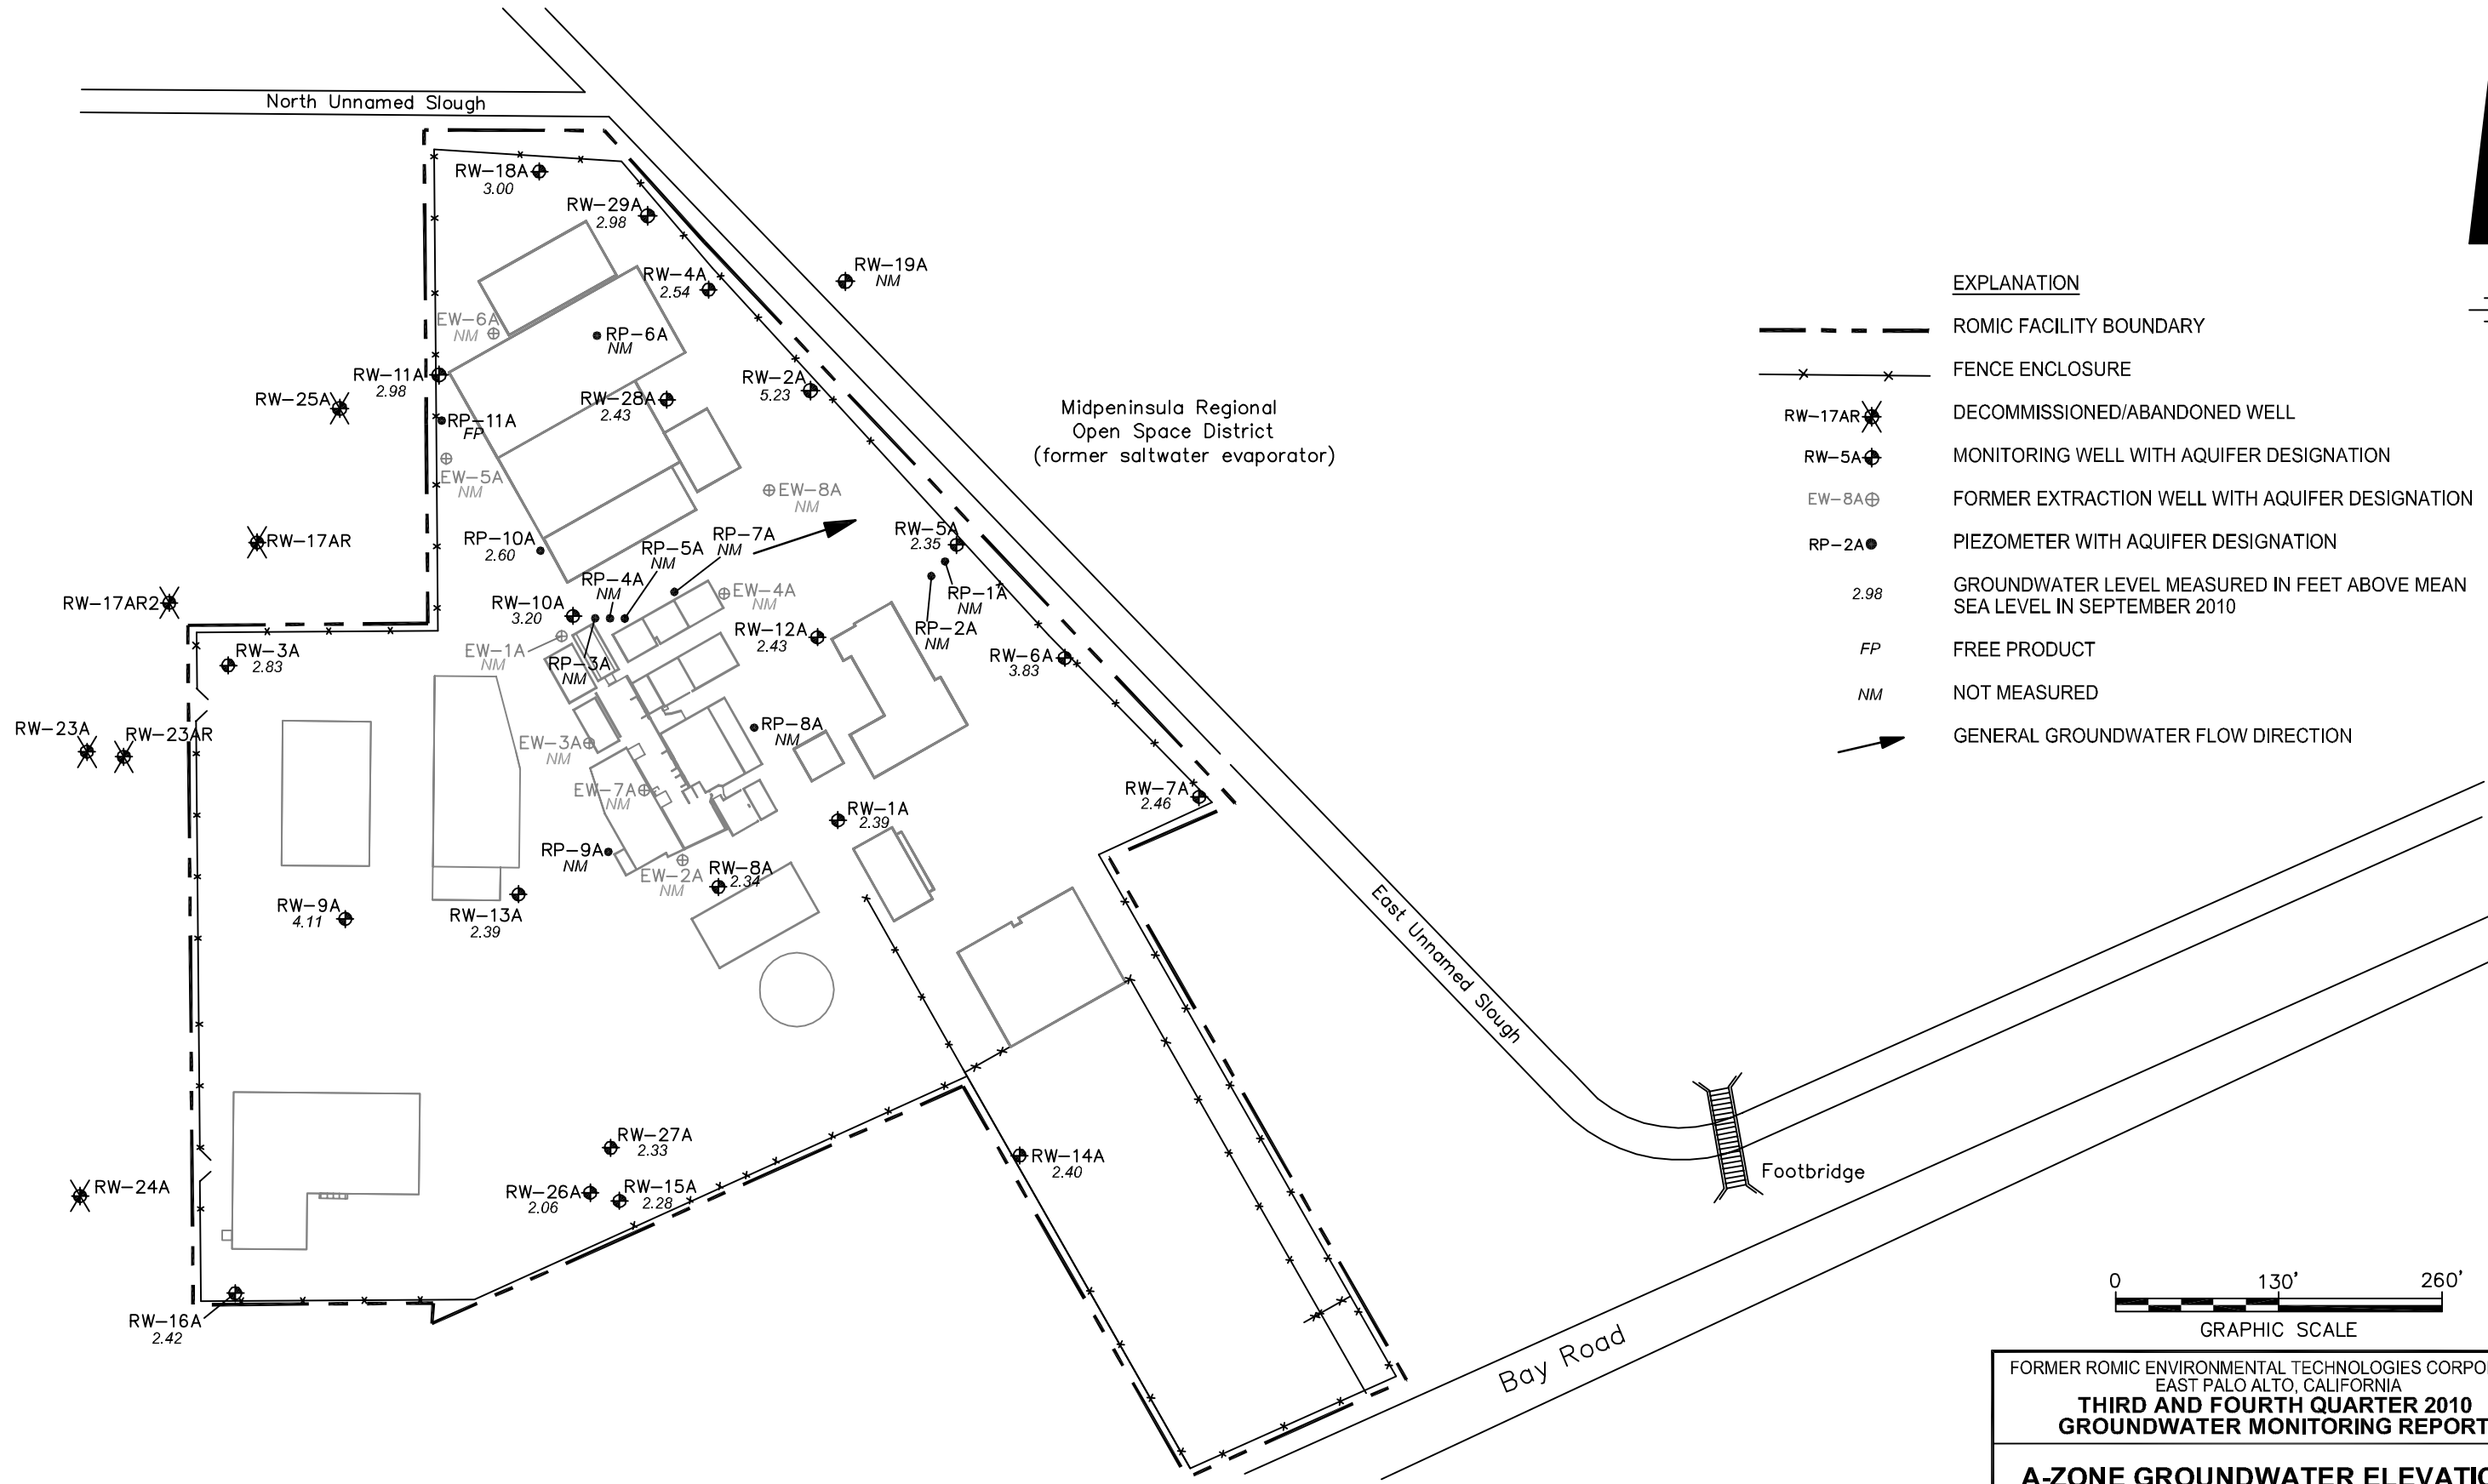 North Unnamed Slough
RW-18A
3.00
RW-29A
2.98
RW-4A
2.54
RW-19A
NM
EW-6A
NM
RP-6A
NM
RW-11A
2.98
RW-25A
RW-28A
2.43
RW-2A
5.23
RP-11A
FP
EW-5A
NM
Midpeninsula Regional
Open Space District
(former saltwater evaporator)
EW-8A
NM
RW-17AR
RP-10A
2.60
RP-5A
NM
RP-7A
NM
RW-5A
2.35
RP-4A
NM
EW-4A
NM
RP-1A
NM
RP-2A
NM
RW-17AR2
RW-10A
3.20
EW-1A
NM
RP-3A
NM
RW-12A
2.43
RW-6A
3.83
RW-3A
2.83
RW-23A
RW-23AR
EW-3A
NM
RP-8A
NM
EW-7A
NM
RW-7A
2.46
RW-1A
2.39
RP-9A
NM
EW-2A
NM
RW-8A
2.34
RW-9A
4.11
RW-13A
2.39
East Unnamed Slough
RW-27A
2.33
RW-14A
2.40
RW-26A
2.06
RW-15A
2.28
RW-24A
RW-16A
2.42
Footbridge
Bay Road
EXPLANATION
ROMIC FACILITY BOUNDARY
FENCE ENCLOSURE
RW-17AR DECOMMISSIONED/ABANDONED WELL
RW-5A MONITORING WELL WITH AQUIFER DESIGNATION
EW-8A FORMER EXTRACTION WELL WITH AQUIFER DESIGNATION
RP-2A PIEZOMETER WITH AQUIFER DESIGNATION
2.98 GROUNDWATER LEVEL MEASURED IN FEET ABOVE MEAN
SEA LEVEL IN SEPTEMBER 2010
FP FREE PRODUCT
NM NOT MEASURED
GENERAL GROUNDWATER FLOW DIRECTION
0 130' 260'
GRAPHIC SCALE
FORMER ROMIC ENVIRONMENTAL TECHNOLOGIES
EAST PALO ALTO, CALIFORNIA
THIRD AND FOURTH QUARTER 2010
GROUNDWATER MONITORING REPORT
A-ZONE GROUNDWATER